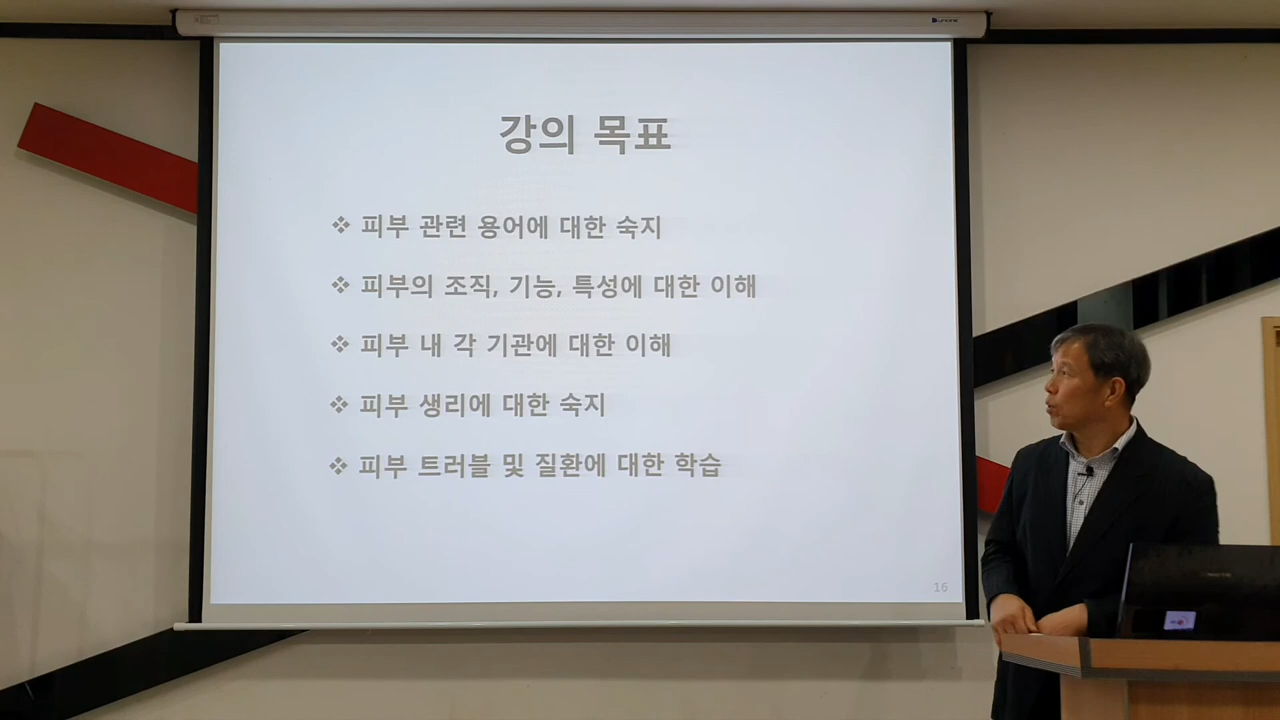 강의 목표
❖ 피부 관련 용어에 대한 숙지
❖ 피부의 조직, 기능, 특성에 대한 이해
❖ 피부 내 각 기관에 대한 이해
❖ 피부 생리에 대한 숙지
❖ 피부 트러블 및 질환에 대한 학습
16